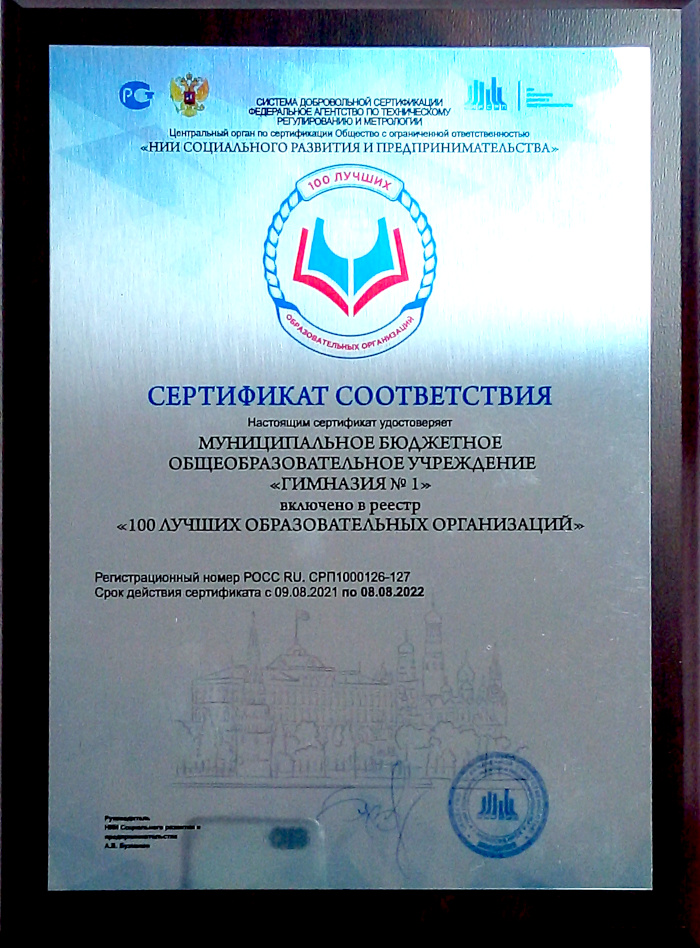 СИСТЕМА ДОБРОВОЛЬНОЙ СЕРТИФИКАЦИИ
ФЕДЕРАЛЬНОЕ АГЕНТСТВО ПО ТЕХНИЧЕСКОМУ
РЕГУЛИРОВАНИЮ И МЕТРОЛОГИИ
Центральный орган по сертификации Общество с ограниченной ответственностью
«НИИ СОЦИАЛЬНОГО РАЗВИТИЯ И ПРЕДПРИНИМАТЕЛЬСТВА»
100 ЛУЧШИХ
ОБРАЗОВАТЕЛЬНЫХ ОРГАНИЗАЦИЙ
СЕРТИФИКАТ СООТВЕТСТВИЯ
Настоящим сертификат удостоверяет
МУНИЦИПАЛЬНОЕ БЮДЖЕТНОЕ
ОБЩЕОБРАЗОВАТЕЛЬНОЕ УЧРЕЖДЕНИЕ
«ГИМНАЗИЯ № 1»
включено в реестр
«100 ЛУЧШИХ ОБРАЗОВАТЕЛЬНЫХ ОРГАНИЗАЦИЙ»
Регистрационный номер РОСС RU. СРП1000126-127
Срок действия сертификата с 09.08.2021 по 08.08.2022
Руководитель
НИИ Социального развития и
предпринимательства
А.В.